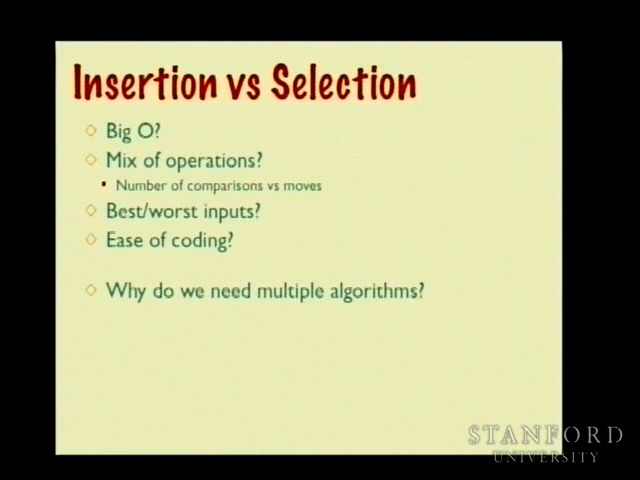 Insertion vs Selection
Big O?
Mix of operations?
Number of comparisons vs moves
Best/worst inputs?
Ease of coding?
Why do we need multiple algorithms?
STANFORD
UNIVERSITY